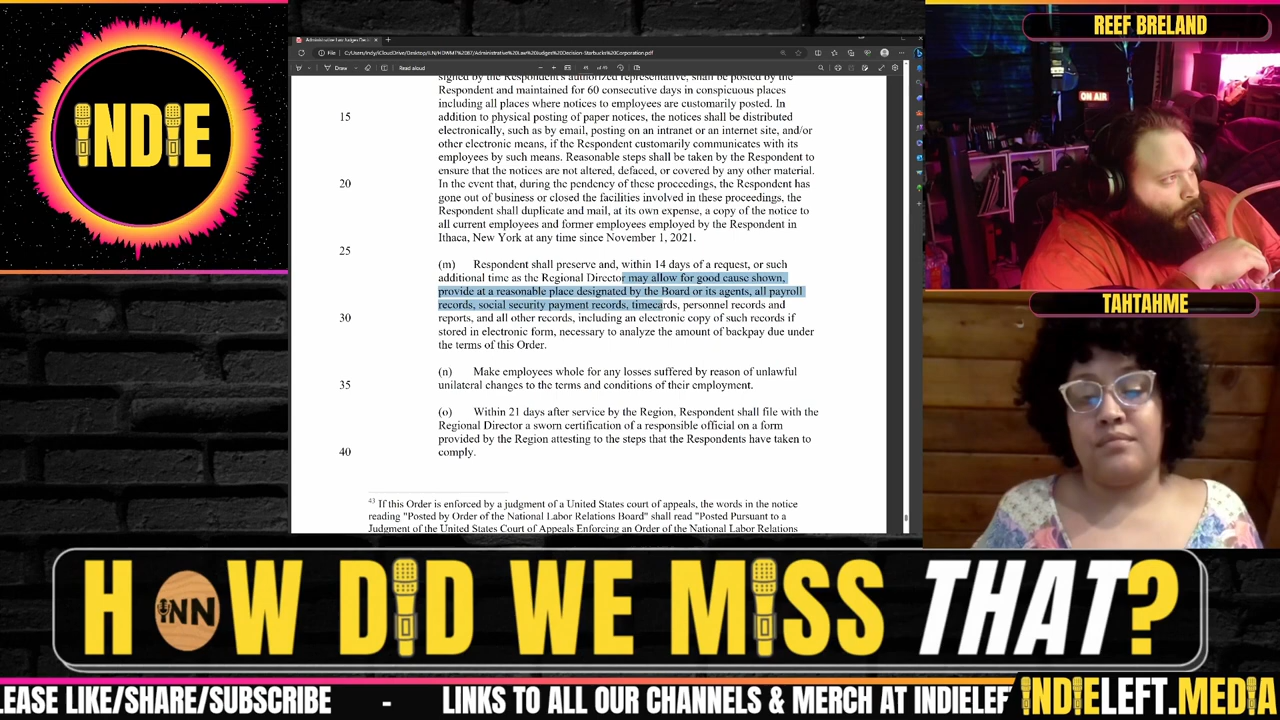 INDIE
Administrative Law Judges Deci
File
Draw
Read aloud
signed by the Respondent's authorized representative, shall be posted by the
Respondent and maintained for 60 consecutive days in conspicuous places
including all places where notices to employees are customarily posted. In
15 addition to physical posting of paper notices, the notices shall be distributed
electronically, such as by email, posting on an intranet or an internet site, and/or
other electronic means, if the Respondent customarily communicates with its
employees by such means. Reasonable steps shall be taken by the Respondent to
ensure that the notices are not altered, defaced, or covered by any other material.
20 In the event that, during the pendency of these proceedings, the Respondent has
gone out of business or closed the facilities involved in these proceedings, the
Respondent shall duplicate and mail, at its own expense, a copy of the notice to
all current employees and former employees employed by the Respondent in
Ithaca, New York at any time since November 1, 2021.
25
(m) Respondent shall preserve and, within 14 days of a request, or such
additional time as the Regional Director may allow for good cause shown,
provide at a reasonable place designated by the Board or its agents, all payroll
records, social security payment records, timecards, personnel records and
30 reports, and all other records, including an electronic copy of such records if
stored in electronic form, necessary to analyze the amount of backpay due under
the terms of this Order.
(n) Make employees whole for any losses suffered by reason of unlawful
35 unilateral changes to the terms and conditions of their employment.
(o) Within 21 days after service by the Region, Respondent shall file with the
Regional Director a sworn certification of a responsible official on a form
provided by the Region attesting to the steps that the Respondents have taken to
40 comply.
43 If this Order is enforced by a judgment of a United States court of appeals, the words in the notice
reading "Posted by Order of the National Labor Relations Board" shall read "Posted Pursuant to a
Judgment of the United States Court of Appeals Enforcing an Order of the National Labor Relations
REEF BRELAND
ON AIR
TAHTAHME
HOW DID WE MISS THAT?
INN
EASE LIKE/SHARE/SUBSCRIBE - LINKS TO ALL OUR CHANNELS & MERCH AT INDIELEF
INDIELEFT.MEDIA